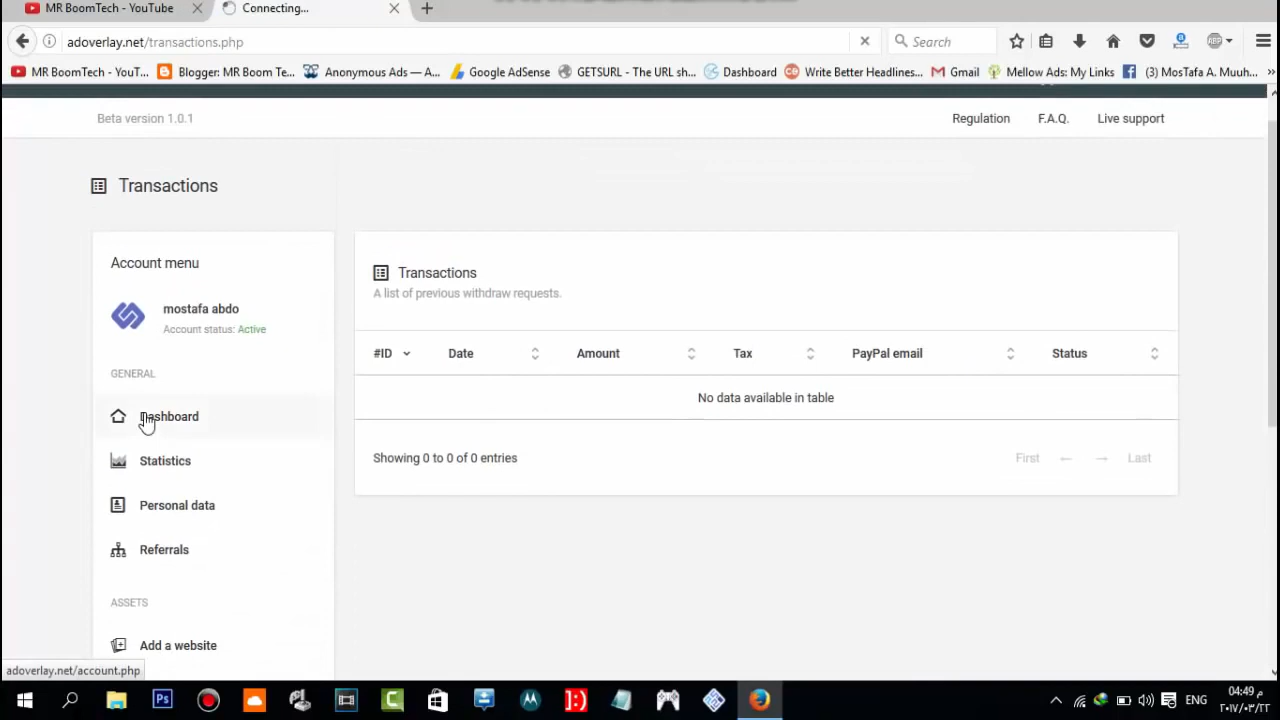 MR BoomTech - YouTube
Connecting...
adoverlay.net/transactions.php
Search
MR BoomTech - YouT...
Blogger: MR Boom Te...
Anonymous Ads — A...
Google AdSense
GETSURL - The URL sh...
Dashboard
Write Better Headlines...
Gmail
Mellow Ads: My Links
(3) MosTafa A. Muuh...
Beta version 1.0.1
Regulation
F.A.Q.
Live support
Transactions
Account menu
mostafa abdo
Account status: Active
GENERAL
Dashboard
Statistics
Personal data
Referrals
ASSETS
Add a website
Transactions
A list of previous withdraw requests.
#ID
Date
Amount
Tax
PayPal email
Status
No data available in table
Showing 0 to 0 of 0 entries
First
← →
Last
adoverlay.net/account.php
ENG
04:49 م
٢٠١٧/٠٣/٢٢